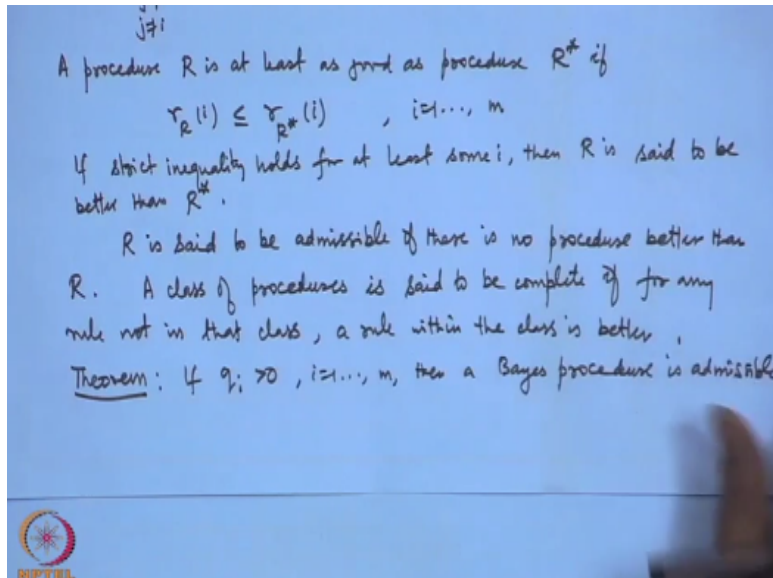 j≠i
A procedure R is at least as good as procedure R* if
r_R(i) ≤ r_R*(i) , i=1..., m
If strict inequality holds for at least some i, then R is said to be
better than R*.
R is said to be admissible if there is no procedure better than
R. A class of procedures is said to be complete if for any
rule not in that class, a rule within the class is better.
Theorem: If q_i >0, i=1..., m, then a Bayes procedure is admissible
NPTEL